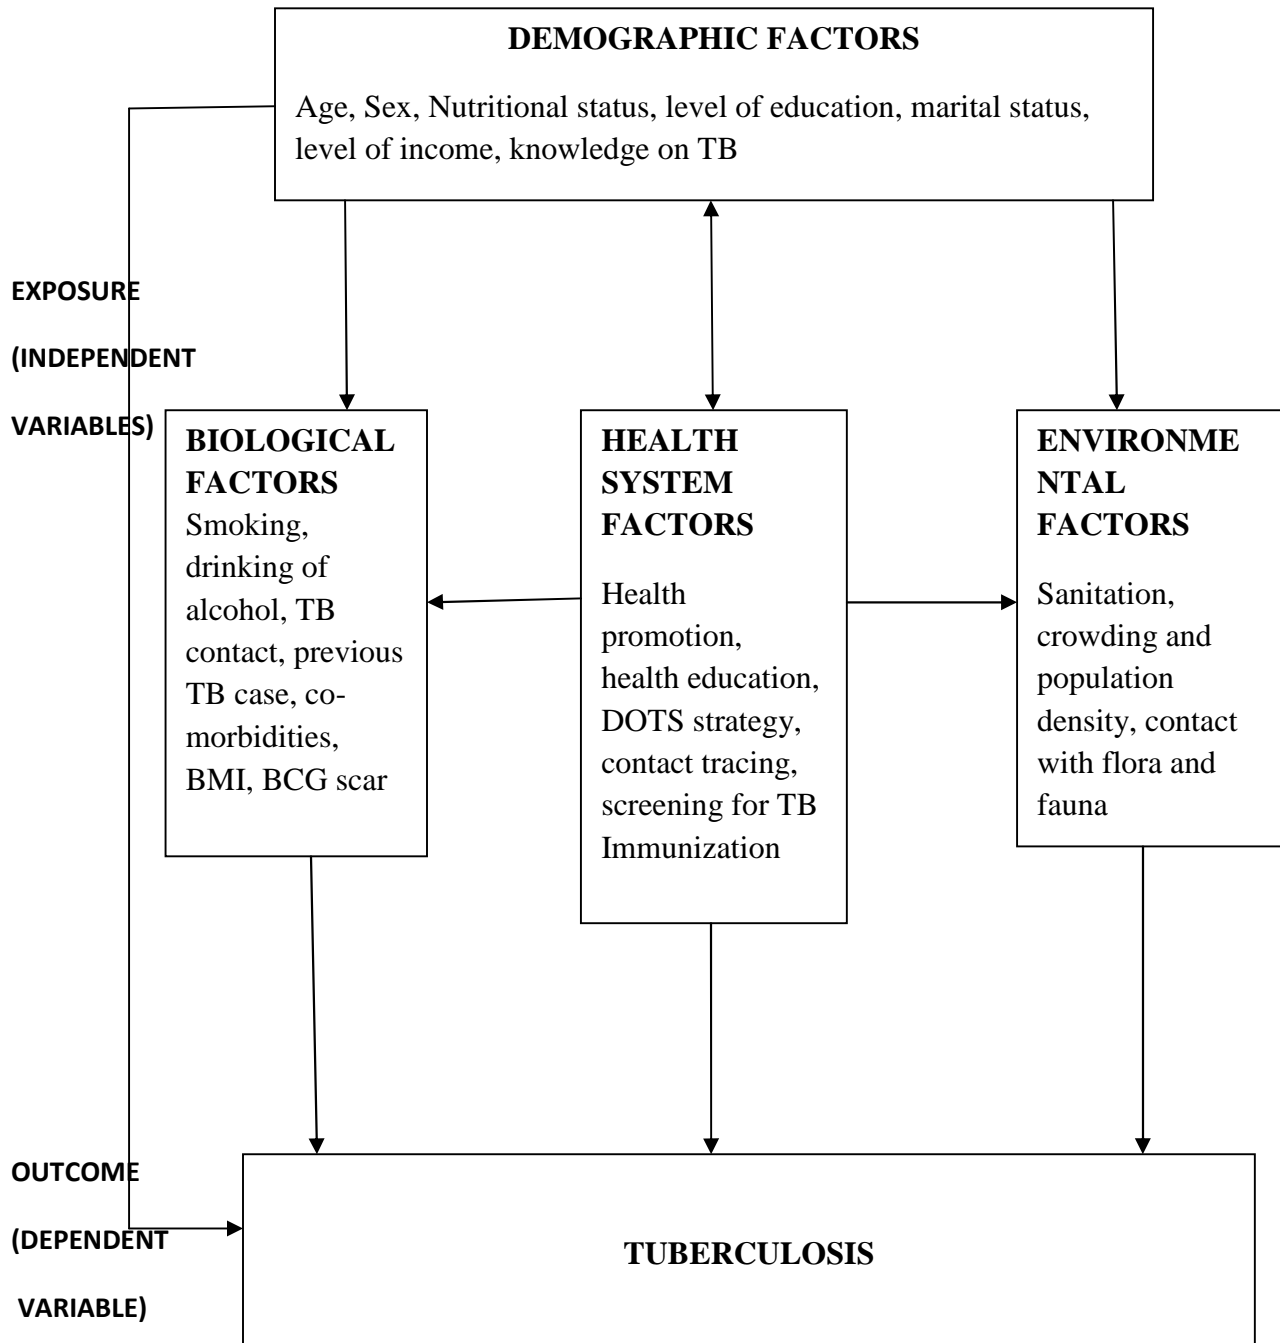 DEMOGRAPHIC FACTORS
Age, Sex, Nutritional status, level of education, marital status,
level of income, knowledge on TB
EXPOSURE
(INDEPENDENT
VARIABLES)
BIOLOGICAL
FACTORS
Smoking,
drinking of
alcohol, TB
contact, previous
TB case, co-
morbidities,
BMI, BCG scar
HEALTH
SYSTEM
FACTORS
Health
promotion,
health education,
DOTS strategy,
contact tracing,
screening for TB
Immunization
ENVIRONME
NTAL
FACTORS
Sanitation,
crowding and
population
density, contact
with flora and
fauna
OUTCOME
(DEPENDENT
VARIABLE)
TUBERCULOSIS